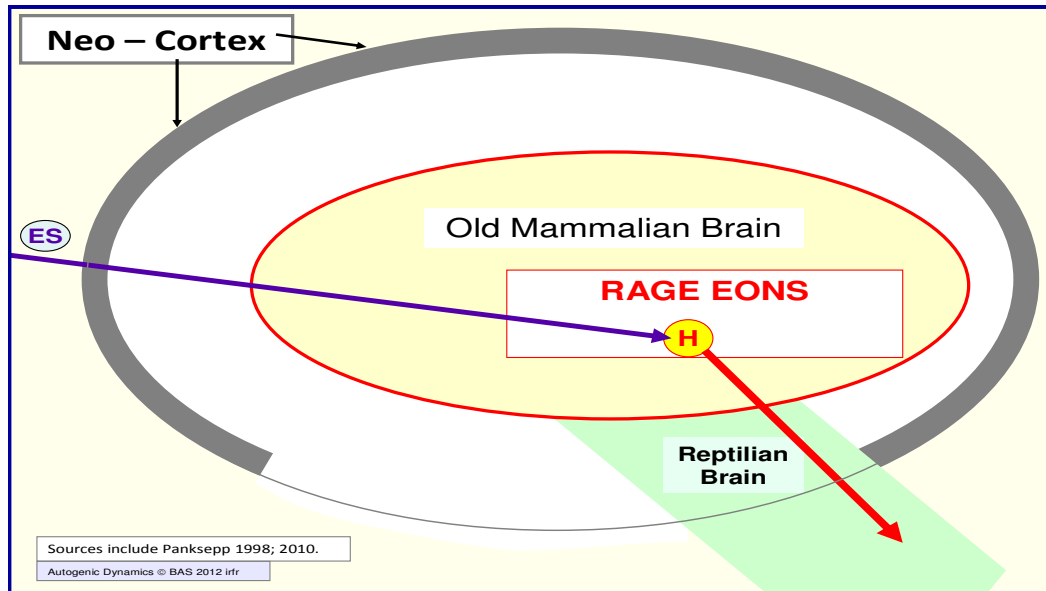 Neo – Cortex
ES
Old Mammalian Brain
RAGE EONS
H
Reptilian
Brain
Sources include Panksepp 1998; 2010.
Autogenic Dynamics © BAS 2012 irfr